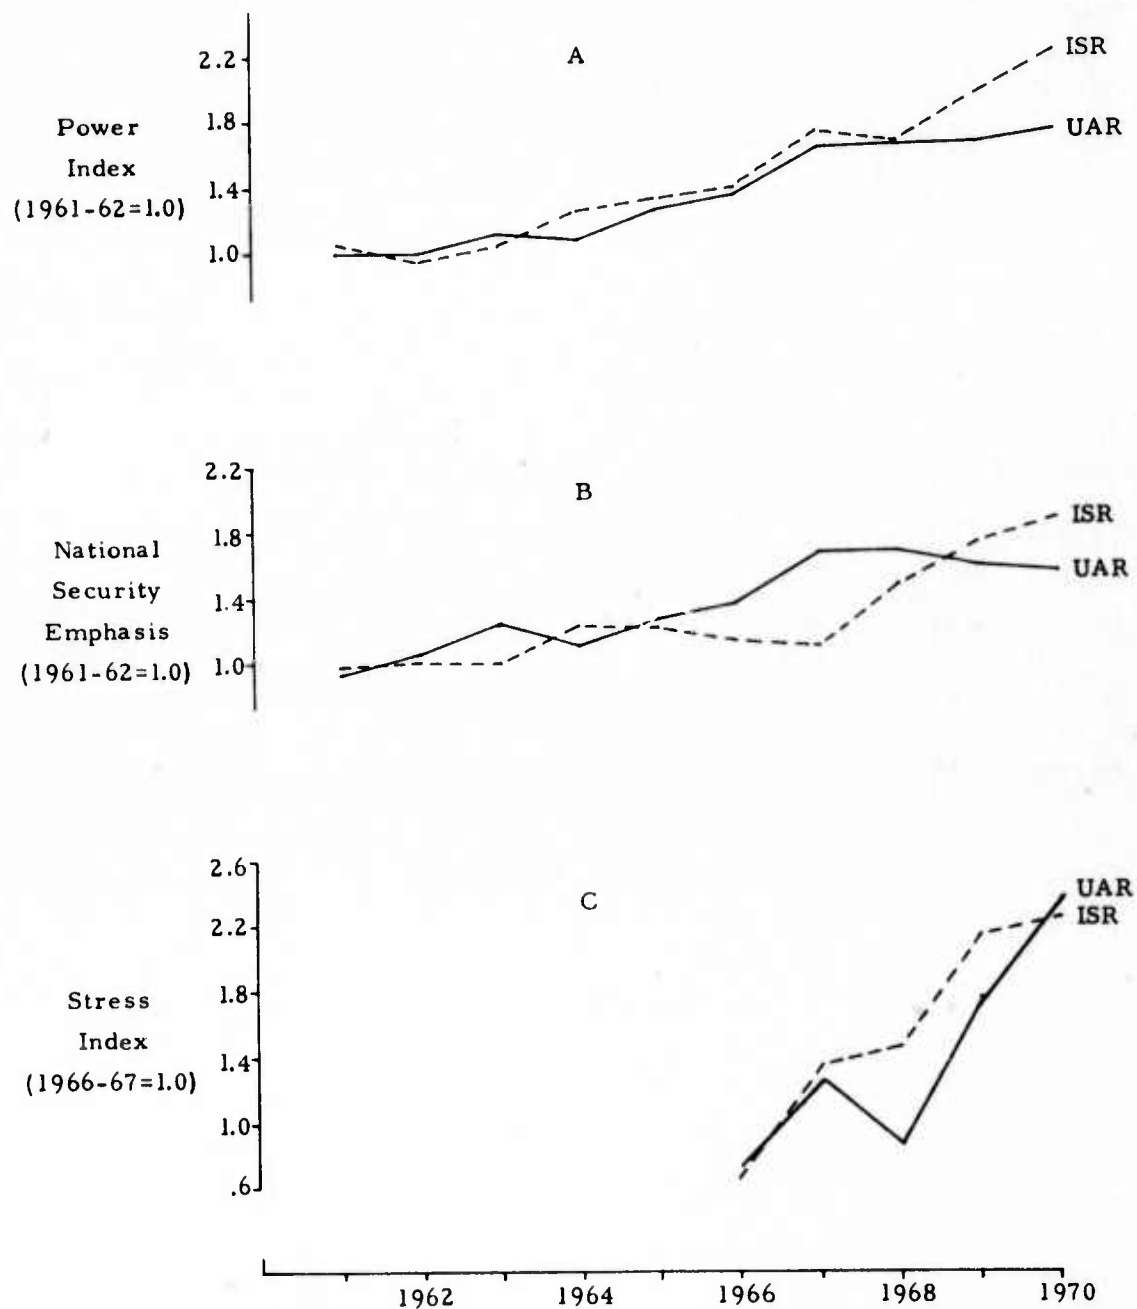 A
2.2
1.8
1.4
1.0
Power
Index
(1961-62=1.0)
ISR
UAR
B
2.2
1.8
1.4
1.0
National
Security
Emphasis
(1961-62=1.0)
ISR
UAR
C
2.6
2.2
1.8
1.4
1.0
.6
Stress
Index
(1966-67=1.0)
UAR
ISR
1962 1964 1966 1968 1970